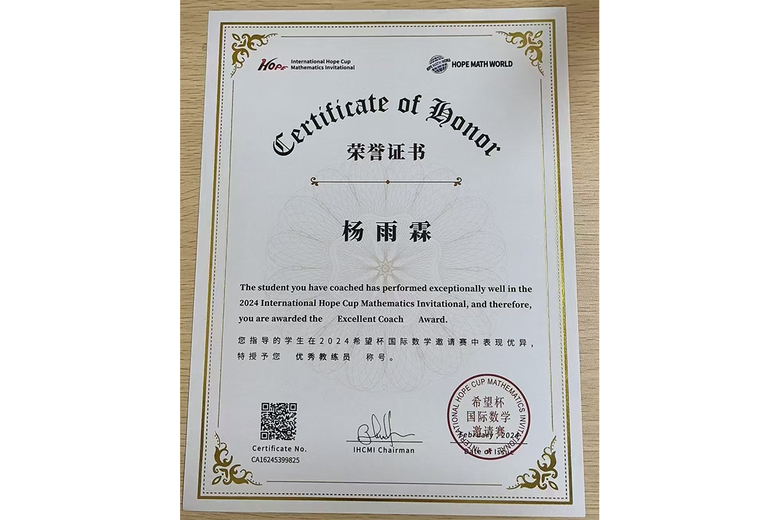 HOPE International Hope Cup
Mathematics Invitational
HOPE MATH WORLD
Certificate of Honor
荣誉证书
杨雨霖
The student you have coached has performed exceptionally well in the
2024 International Hope Cup Mathematics Invitational, and therefore,
you are awarded the Excellent Coach Award.
您指导的学生在2024希望杯国际数学邀请赛中表现优异,
特授予您 优秀教练员 称号。
Certificate No.
CA16245399825
IHCMI Chairman
INTERNATIONAL HOPE CUP MATHEMATICS INVITATIONAL
希望杯
国际数学
邀请赛
February, 2024
Date of Issue